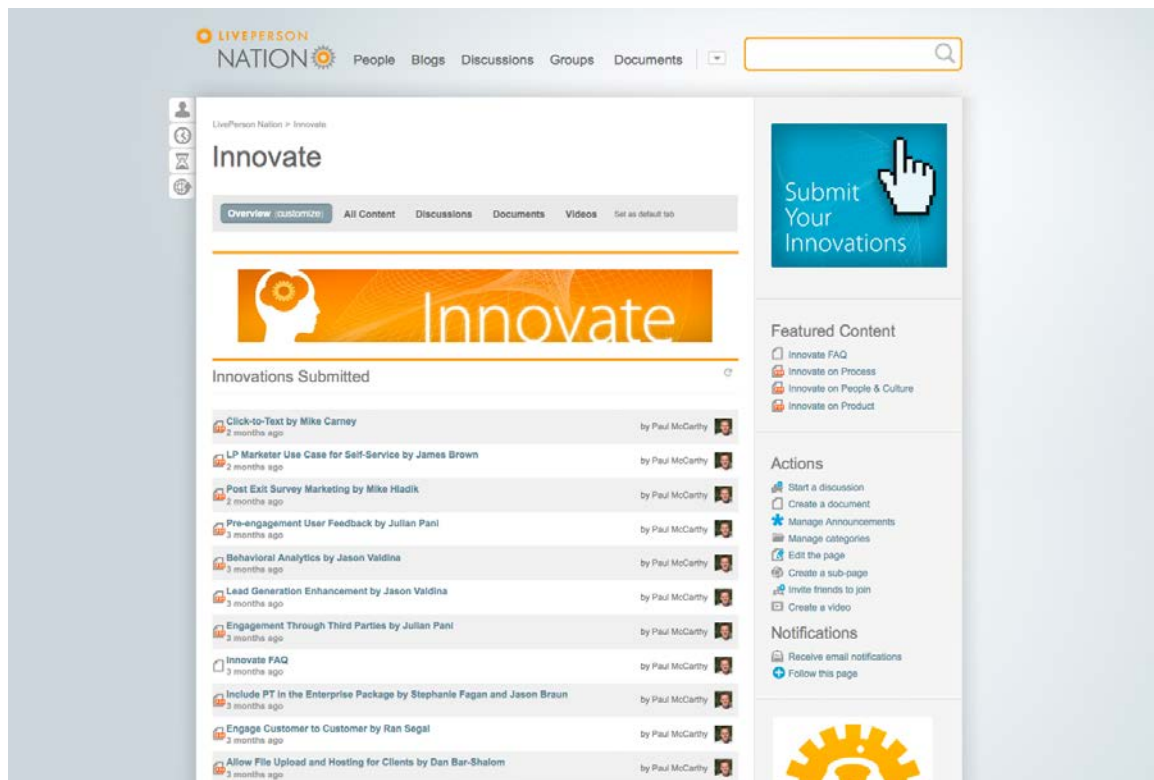 LIVEPERSON
NATION
People Blogs Discussions Groups Documents
LivePerson Nation > Innovate
Innovate
Overview (customize) All Content Discussions Documents Videos Set as default tab
Innovate
Innovations Submitted
Click-to-Text by Mike Carney
2 months ago
by Paul McCarthy
LP Marketer Use Case for Self-Service by James Brown
2 months ago
by Paul McCarthy
Post Exit Survey Marketing by Mike Hladik
2 months ago
by Paul McCarthy
Pre-engagement User Feedback by Julian Pani
3 months ago
by Paul McCarthy
Behavioral Analytics by Jason Valdina
3 months ago
by Paul McCarthy
Lead Generation Enhancement by Jason Valdina
3 months ago
by Paul McCarthy
Engagement Through Third Parties by Julian Pani
3 months ago
by Paul McCarthy
Innovate FAQ
3 months ago
by Paul McCarthy
Include PT in the Enterprise Package by Stephanie Fagan and Jason Braun
3 months ago
by Paul McCarthy
Engage Customer to Customer by Ran Segal
3 months ago
by Paul McCarthy
Allow File Upload and Hosting for Clients by Dan Bar-Shalom
3 months ago
by Paul McCarthy
Submit
Your
Innovations
Featured Content
Innovate FAQ
Innovate on Process
Innovate on People & Culture
Innovate on Product
Actions
Start a discussion
Create a document
Manage Announcements
Manage categories
Edit the page
Create a sub-page
Invite friends to join
Create a video
Notifications
Receive email notifications
Follow this page